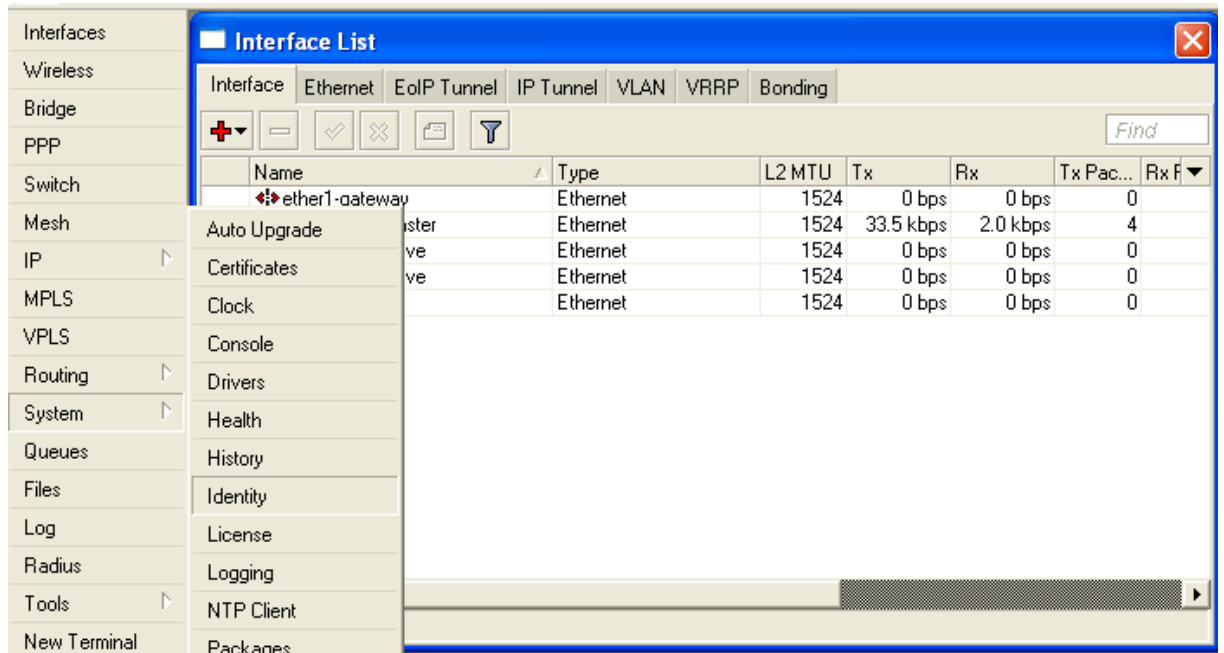 Interfaces
Wireless
Bridge
PPP
Switch
Mesh
IP
MPLS
VPLS
Routing
System
Queues
Files
Log
Radius
Tools
New Terminal
Auto Upgrade
Certificates
Clock
Console
Drivers
Health
History
Identity
License
Logging
NTP Client
Packages
Interface List
Interface Ethernet EoIP Tunnel IP Tunnel VLAN VRRP Bonding
Find
Name Type L2 MTU Tx Rx Tx Pac... Rx
ether1-gateway Ethernet 1524 0 bps 0 bps 0
ster Ethernet 1524 33.5 kbps 2.0 kbps 4
ve Ethernet 1524 0 bps 0 bps 0
ve Ethernet 1524 0 bps 0 bps 0
Ethernet 1524 0 bps 0 bps 0